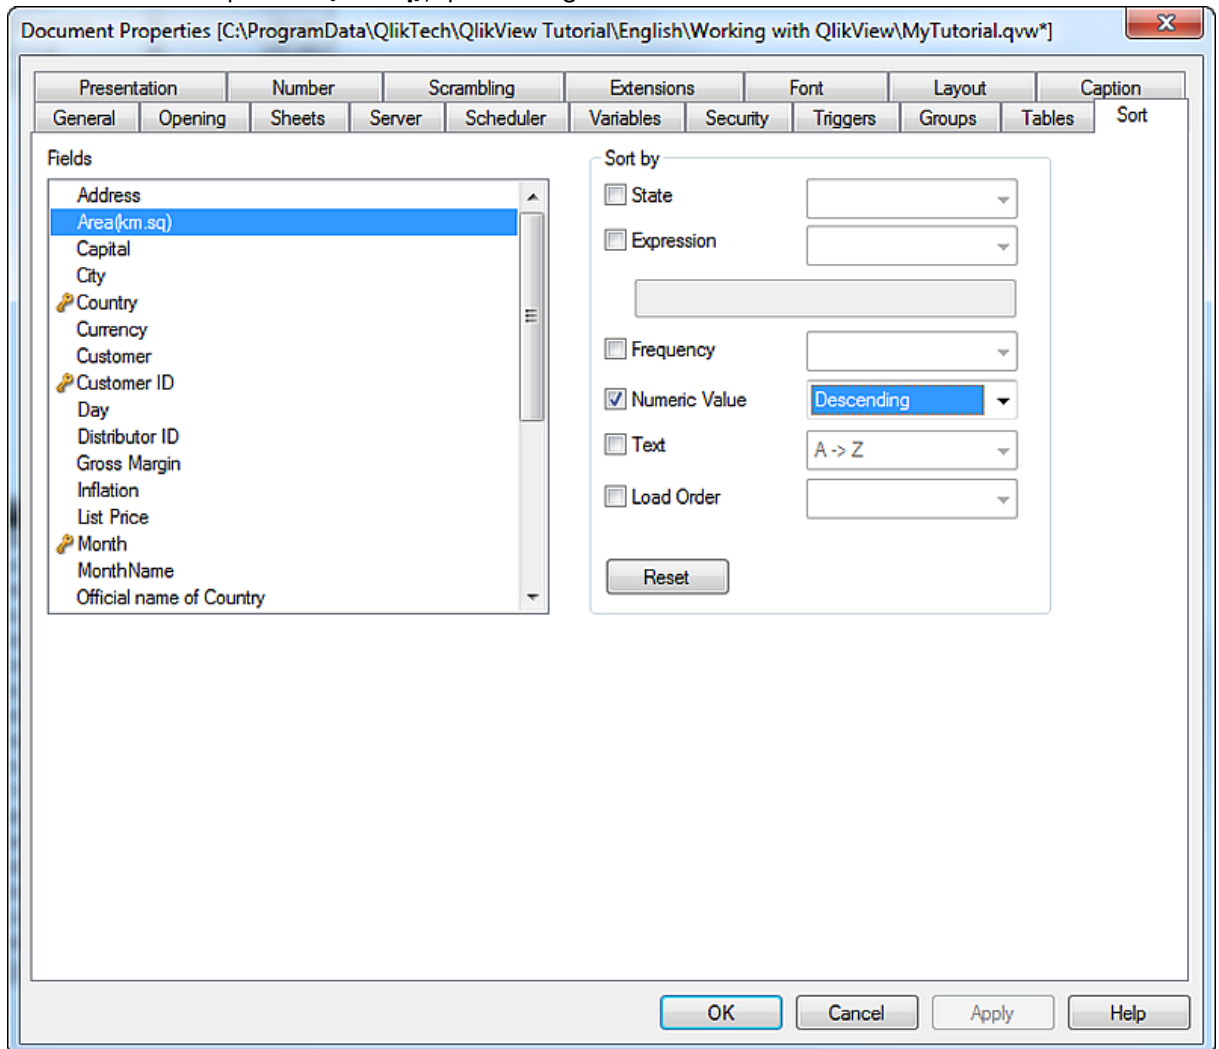 Document Properties [C:\ProgramData\QlikTech\QlikView Tutorial\English\Working with QlikView\MyTutorial.qvw*]
Presentation Number Scrambling Extensions Font Layout Caption
General Opening Sheets Server Scheduler Variables Security Triggers Groups Tables Sort
Fields
Address
Area(km.sq)
Capital
City
Country
Currency
Customer
Customer ID
Day
Distributor ID
Gross Margin
Inflation
List Price
Month
MonthName
Official name of Country
Sort by
State
Expression
Frequency
Numeric Value Descending
Text A -> Z
Load Order
Reset
OK Cancel Apply Help